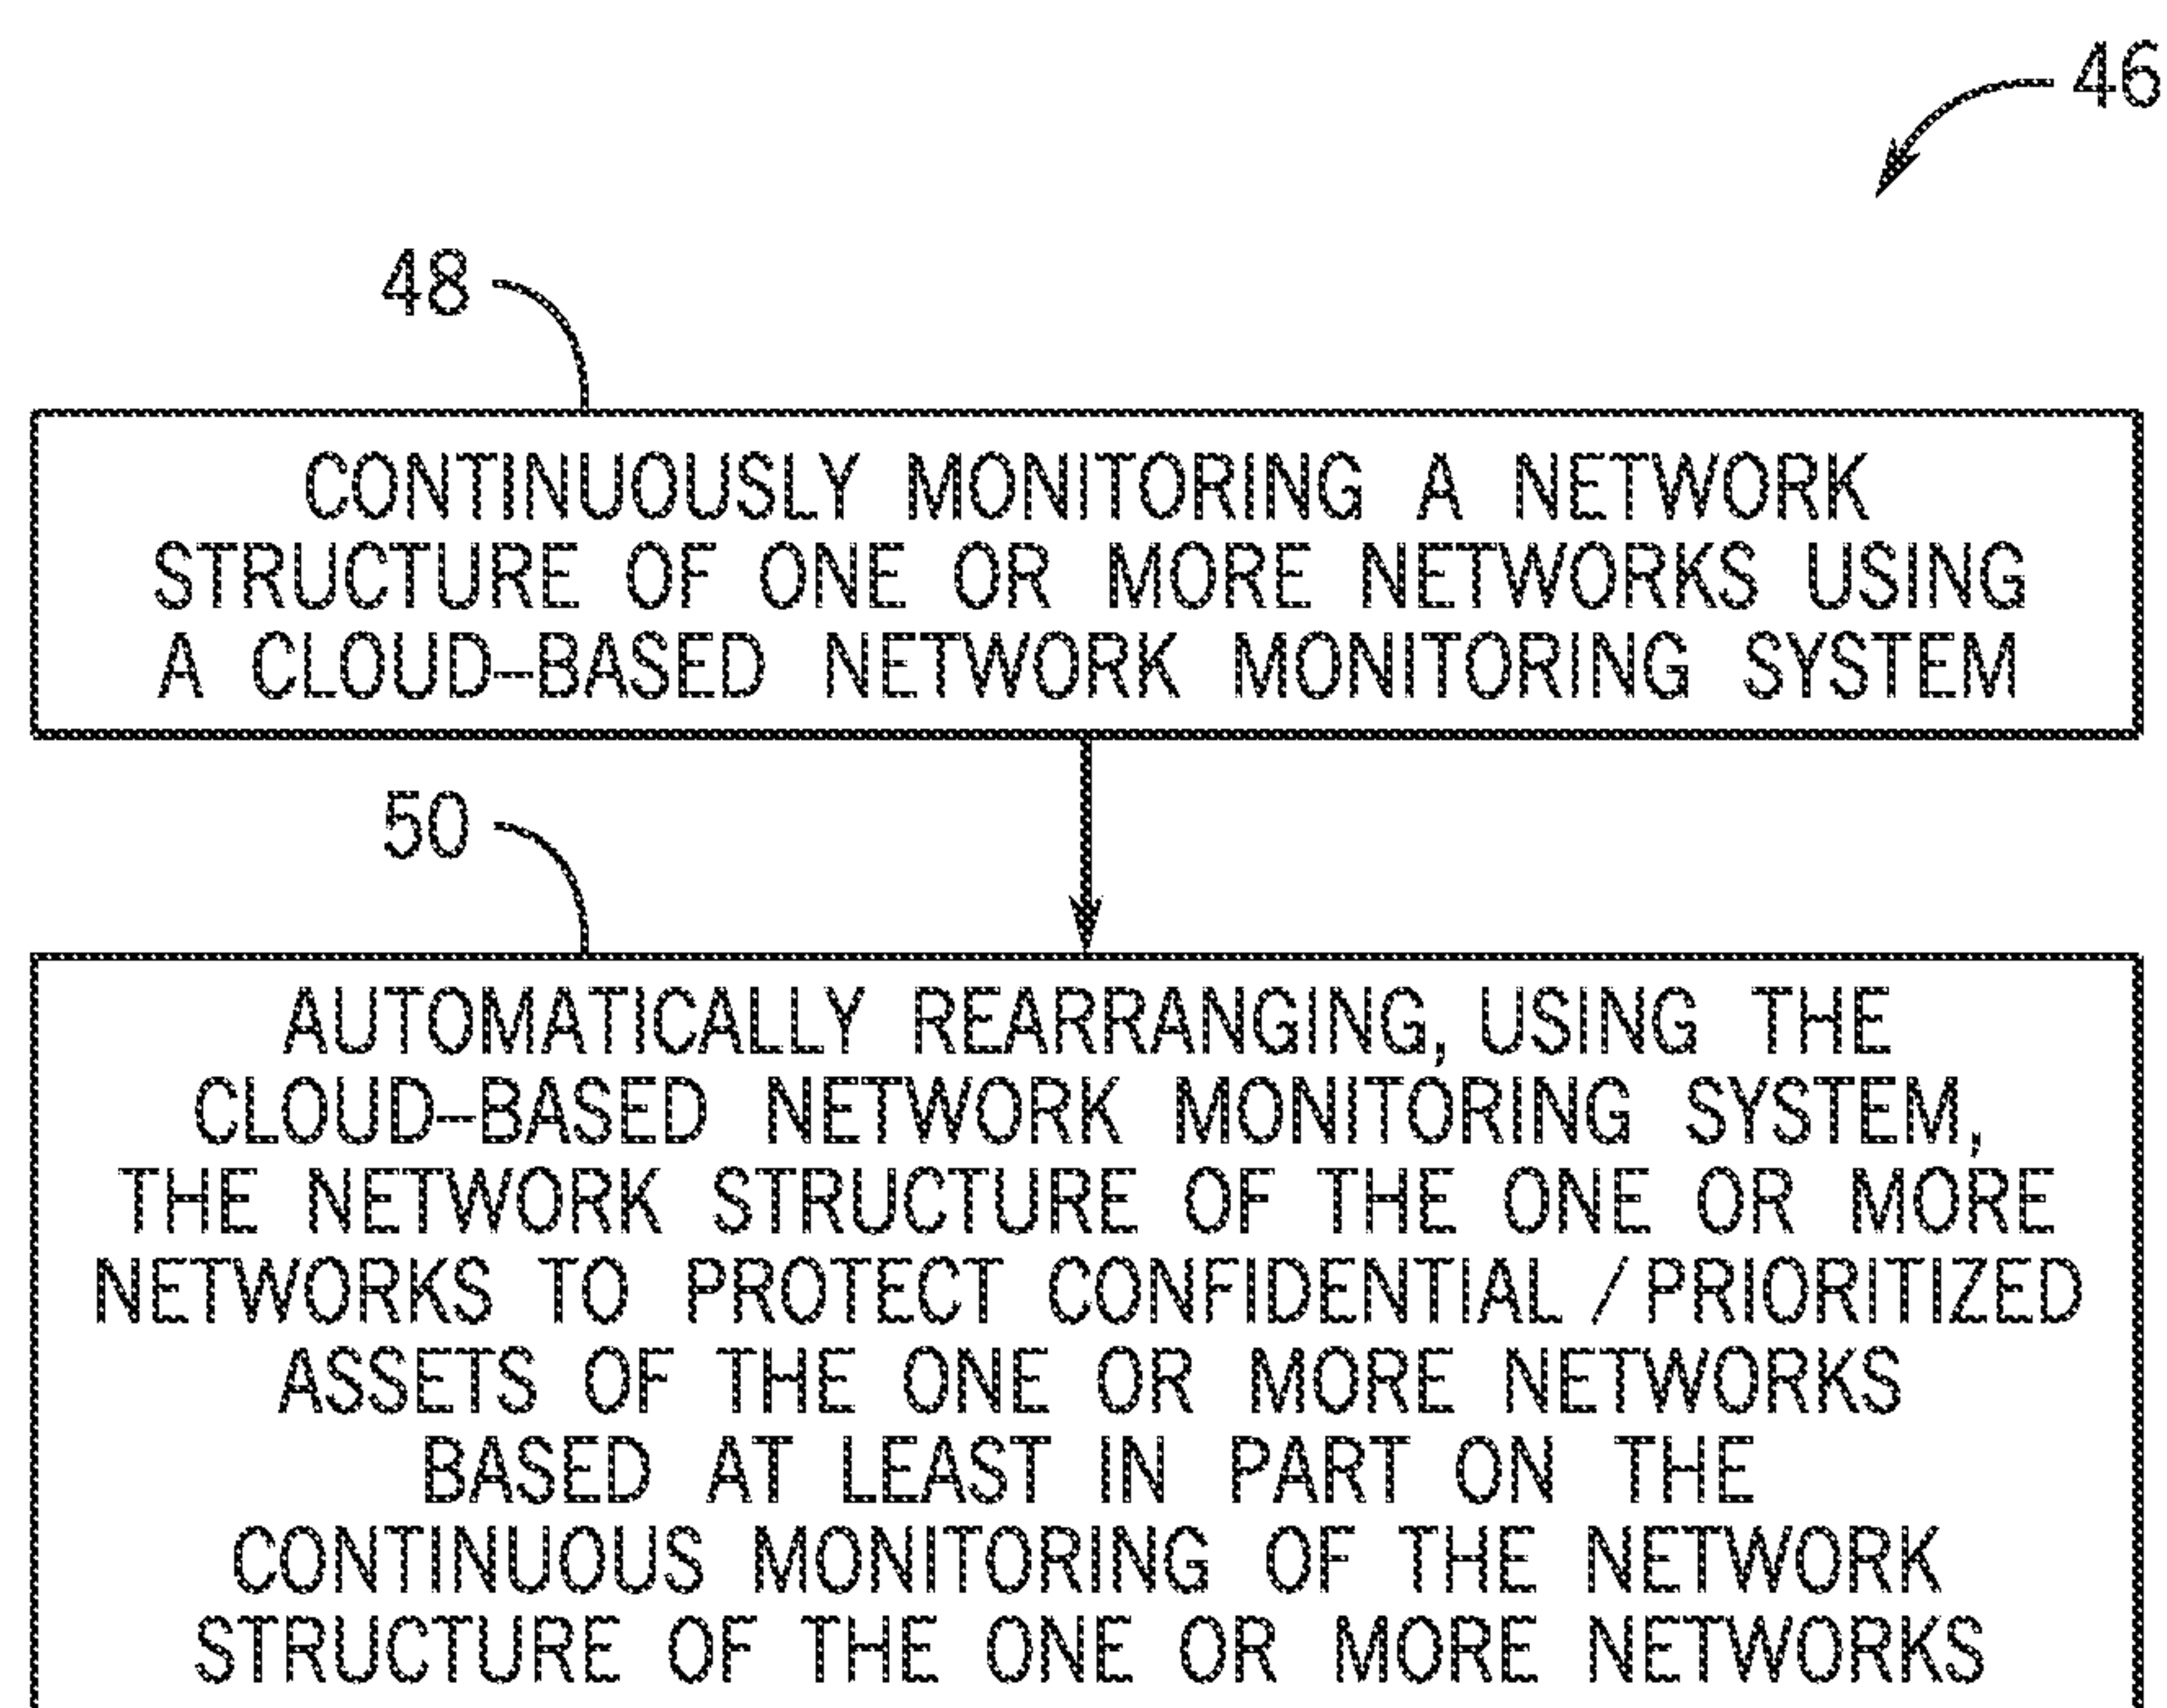 46
48
CONTINUOUSLY MONITORING A NETWORK
STRUCTURE OF ONE OR MORE NETWORKS USING
A CLOUD-BASED NETWORK MONITORING SYSTEM
50
AUTOMATICALLY REARRANGING, USING THE
CLOUD-BASED NETWORK MONITORING SYSTEM,
THE NETWORK STRUCTURE OF THE ONE OR MORE
NETWORKS TO PROTECT CONFIDENTIAL / PRIORITIZED
ASSETS OF THE ONE OR MORE NETWORKS
BASED AT LEAST IN PART ON THE
CONTINUOUS MONITORING OF THE NETWORK
STRUCTURE OF THE ONE OR MORE NETWORKS